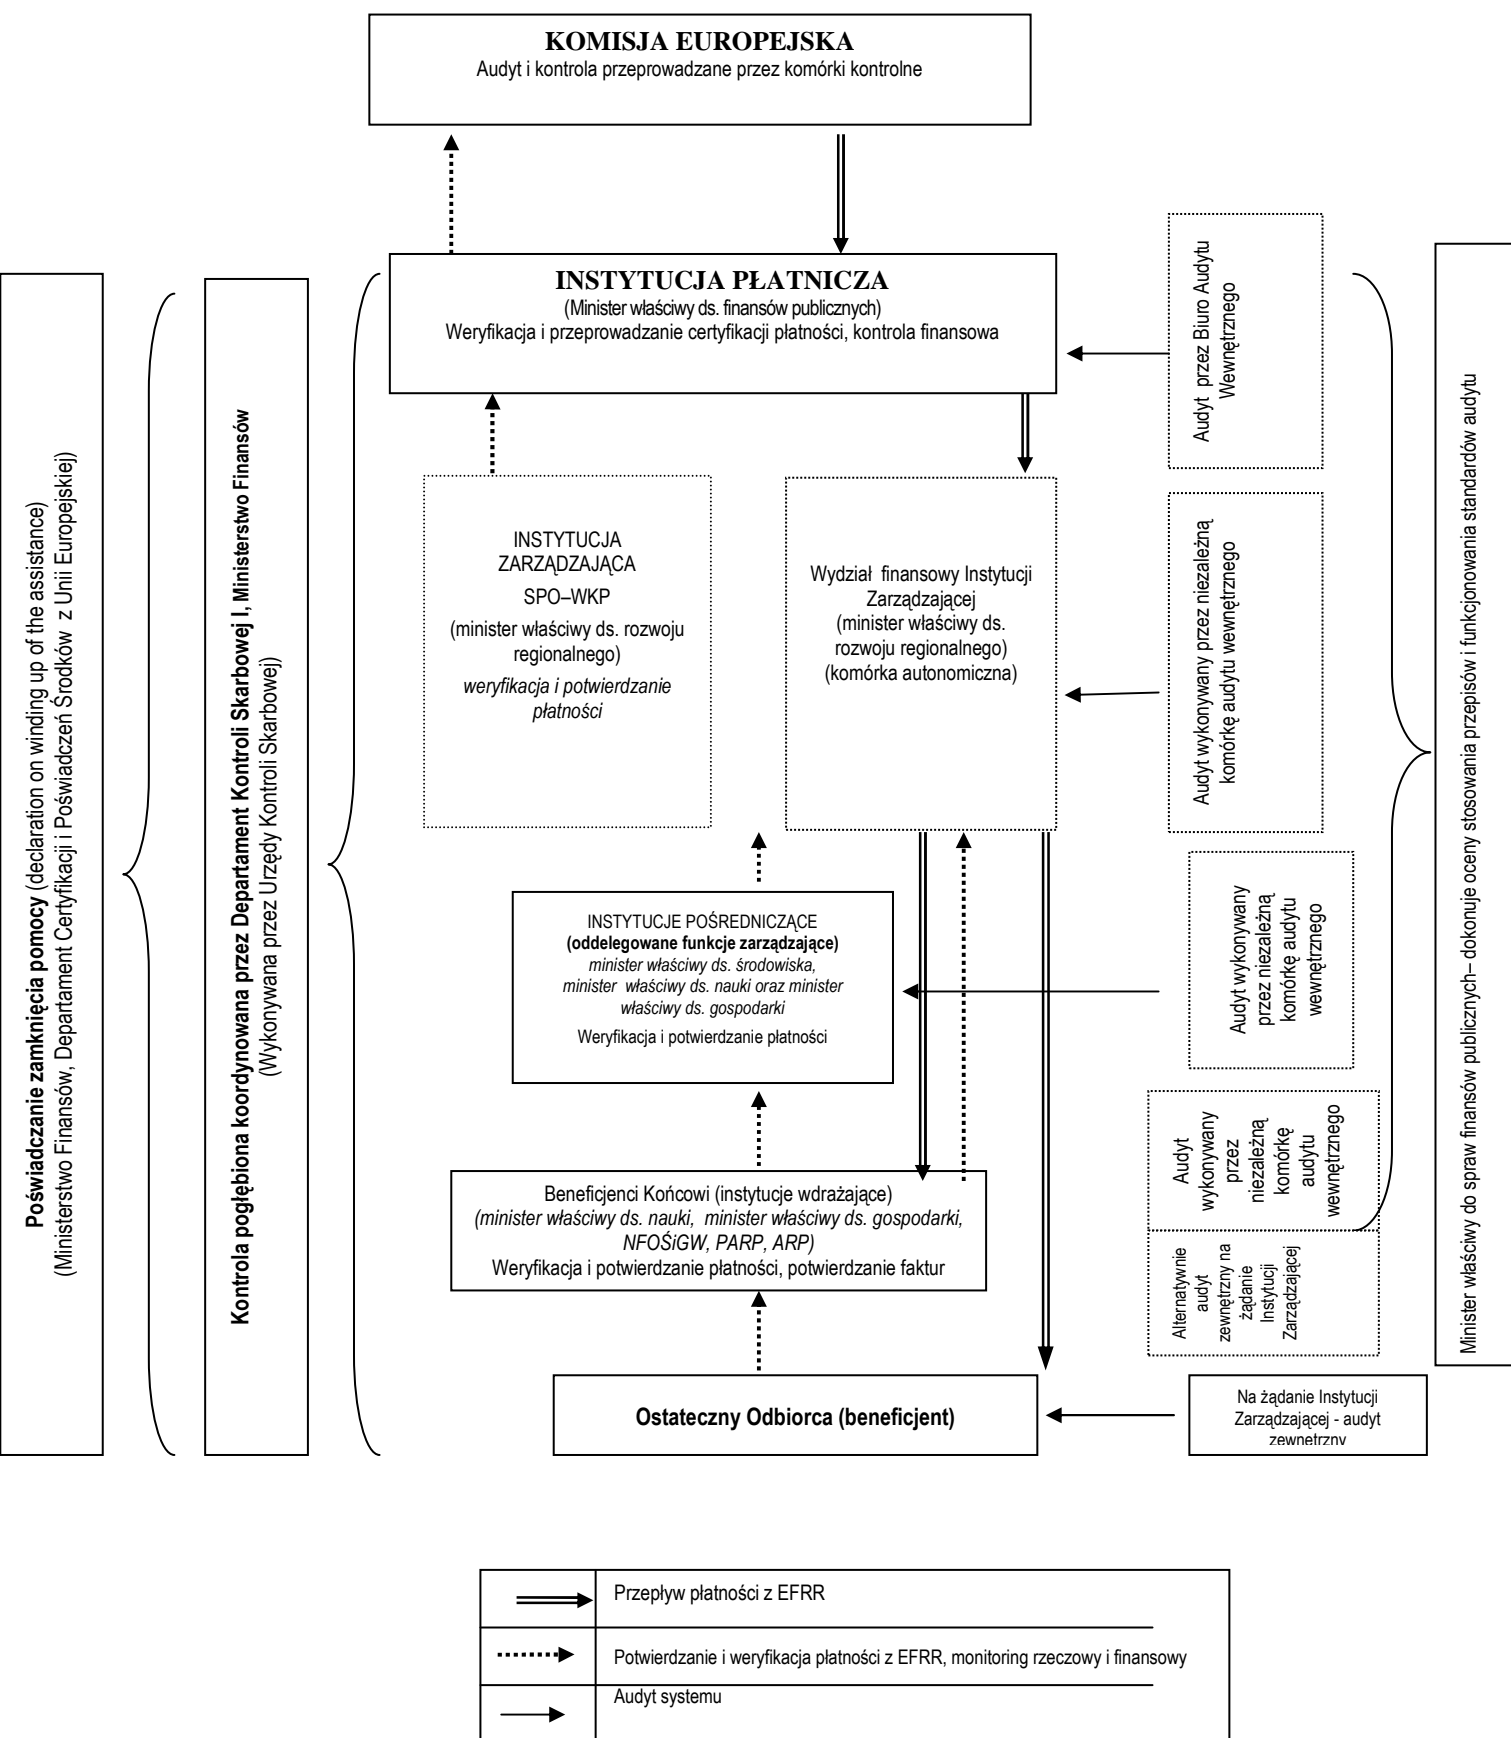 KOMISJA EUROPEJSKA
Audyt i kontrola przeprowadzane przez komórki kontrolne
INSTYTUCJA PŁATNICZA
(Minister właściwy ds. finansów publicznych)
Weryfikacja i przeprowadzanie certyfikacji płatności, kontrola finansowa
Poświadczanie zamknięcia pomocy (declaration on winding up of the assistance)
(Ministerstwo Finansów, Departament Certyfikacji i Poświadczeń Środków z Unii Europejskiej)
Kontrola pogłębiona koordynowana przez Departament Kontroli Skarbowej I, Ministerstwo Finansów
(Wykonywana przez Urzędy Kontroli Skarbowej)
INSTYTUCJA
ZARZĄDZAJĄCA
SPO–WKP
(minister właściwy ds. rozwoju
regionalnego)
weryfikacja i potwierdzanie
płatności
Wydział finansowy Instytucji
Zarządzającej
(minister właściwy ds.
rozwoju regionalnego)
(komórka autonomiczna)
INSTYTUCJE POŚREDNICZĄCE
(oddelegowane funkcje zarządzające)
minister właściwy ds. środowiska,
minister właściwy ds. nauki oraz minister
właściwy ds. gospodarki
Weryfikacja i potwierdzanie płatności
Beneficjenci Końcowi (instytucje wdrażające)
(minister właściwy ds. nauki, minister właściwy ds. gospodarki,
NFOŚiGW, PARP, ARP)
Weryfikacja i potwierdzanie płatności, potwierdzanie faktur
Ostateczny Odbiorca (beneficjent)
Audyt przez Biuro Audytu
Wewnętrznego
Audyt wykonywany przez niezależną
komórkę audytu wewnętrznego
Audyt wykonywany
przez niezależną
komórkę audytu
wewnętrznego
Audyt
wykonywany
przez
niezależną
komórkę
audytu
wewnętrznego
Alternatywnie
audyt
zewnętrzny na
żądanie
Instytucji
Zarządzającej
Na żądanie Instytucji
Zarządzającej - audyt
zewnętrzny
Minister właściwy do spraw finansów publicznych– dokonuje oceny stosowania przepisów i funkcjonowania standardów audytu
Przepływ płatności z EFRR
Potwierdzanie i weryfikacja płatności z EFRR, monitoring rzeczowy i finansowy
Audyt systemu